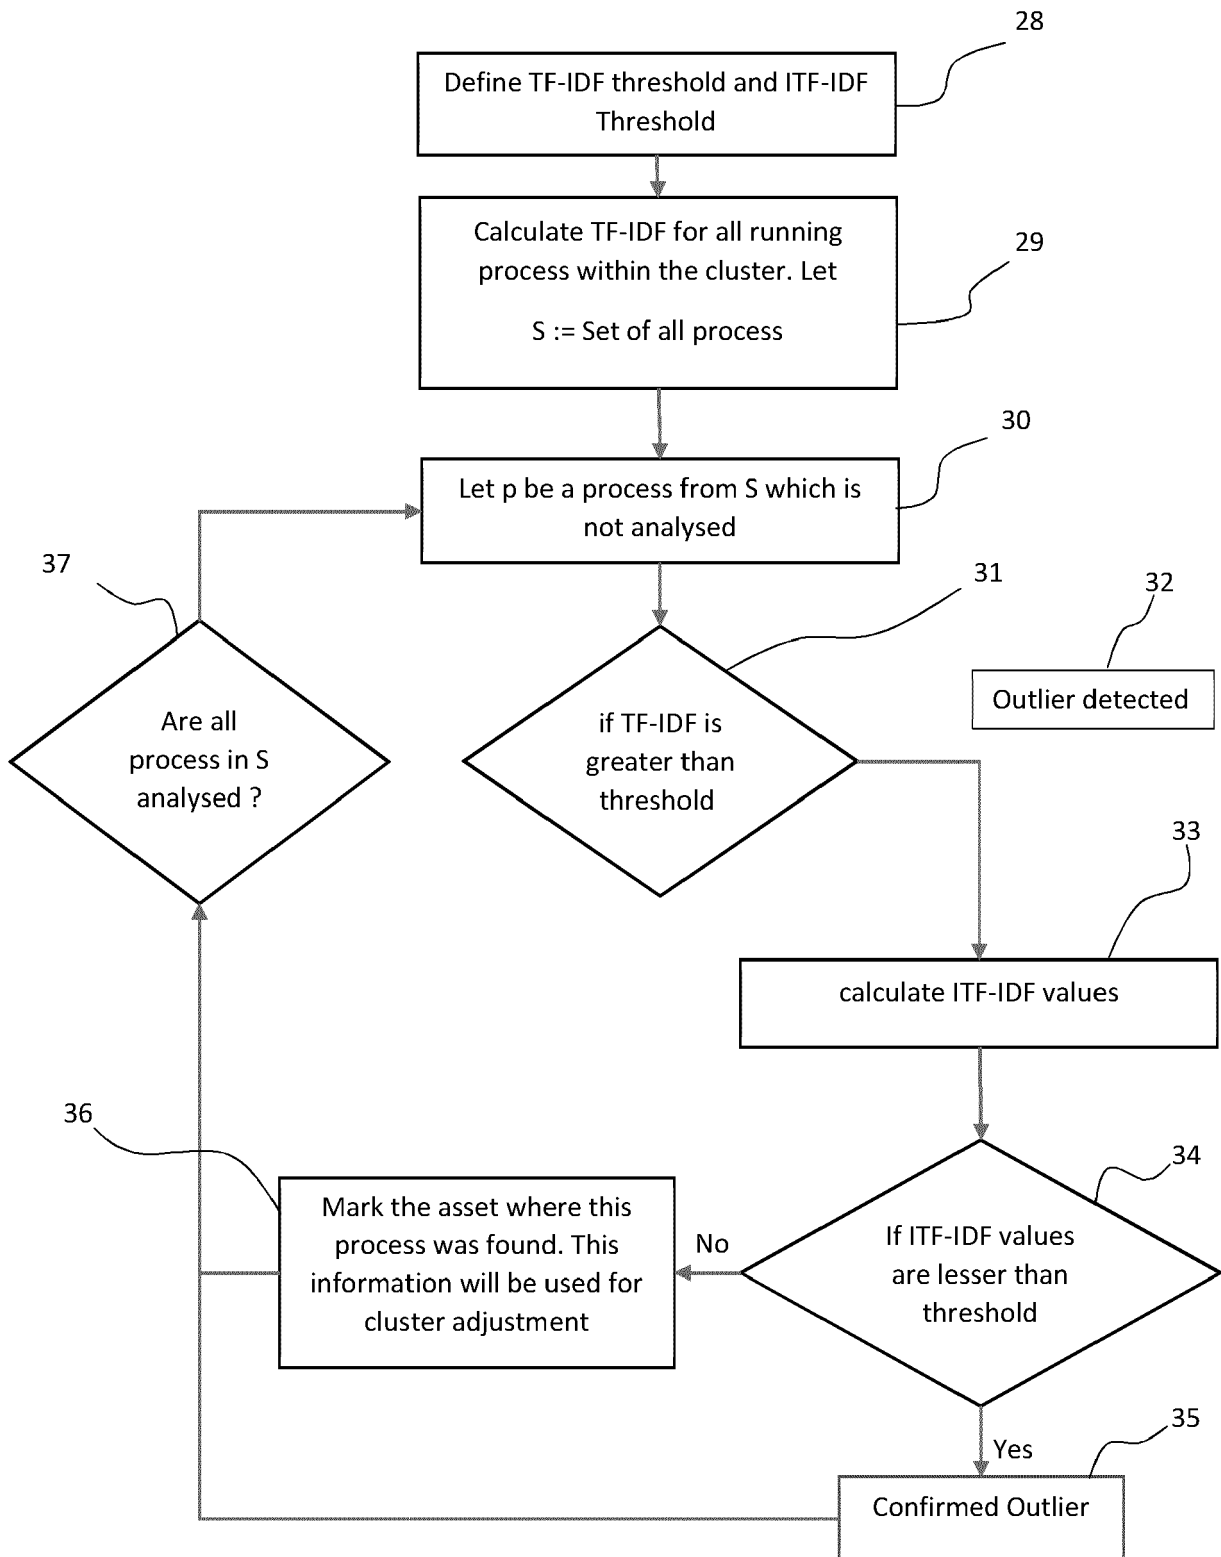 28
Define TF-IDF threshold and ITF-IDF
Threshold
29
Calculate TF-IDF for all running
process within the cluster. Let
S := Set of all process
30
Let p be a process from S which is
not analysed
37
31
32
Outlier detected
Are all
process in S
analysed ?
if TF-IDF is
greater than
threshold
33
calculate ITF-IDF values
36
34
Mark the asset where this
process was found. This
information will be used for
cluster adjustment
No
If ITF-IDF values
are lesser than
threshold
35
Yes
Confirmed Outlier